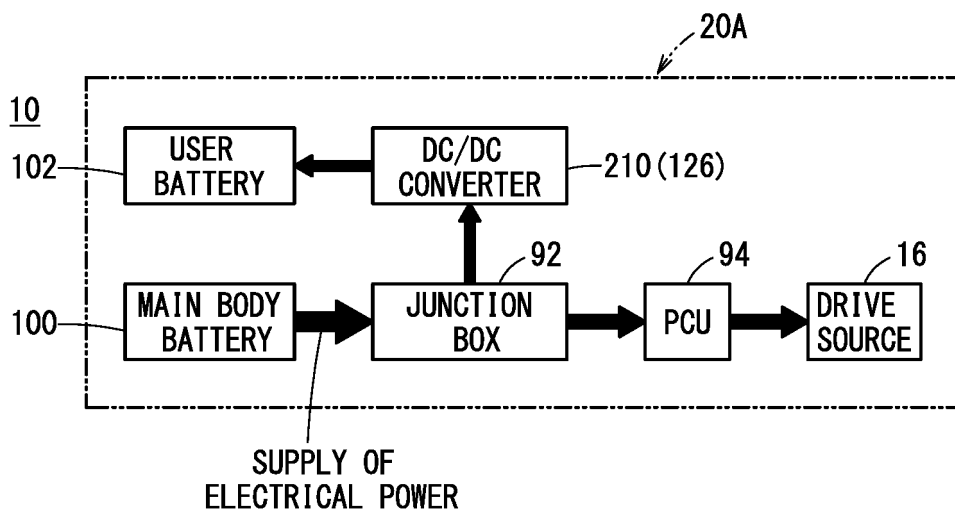 20A
10
USER
BATTERY
102
DC/DC
CONVERTER
210(126)
92
94
16
100
MAIN BODY
BATTERY
JUNCTION
BOX
PCU
DRIVE
SOURCE
SUPPLY OF
ELECTRICAL POWER